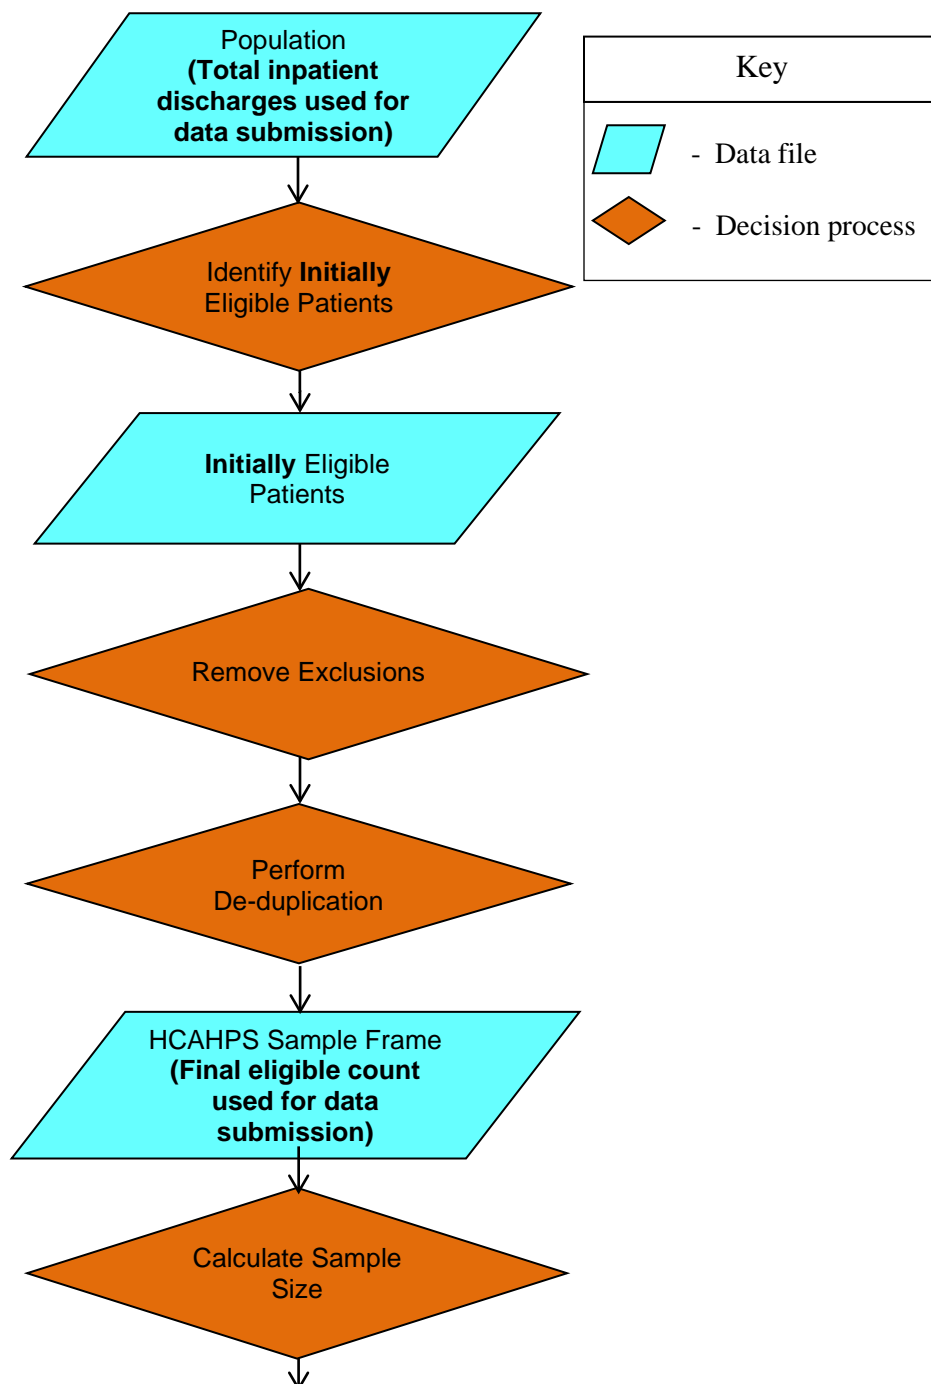 Population
(Total inpatient
discharges used for
data submission)
Key
- Data file
- Decision process
Identify Initially
Eligible Patients
Initially Eligible
Patients
Remove Exclusions
Perform
De-duplication
HCAHPS Sample Frame
(Final eligible count
used for data
submission)
Calculate Sample
Size